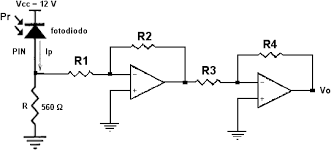 Vcc = 12 V
Pr
fotodiodo
PIN
Ip
R1
R2
R3
R4
R
560 Ω
-
+
-
+
Vo